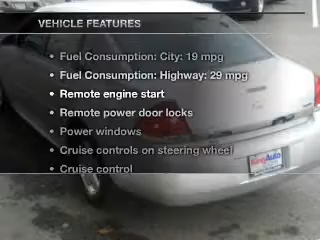 VEHICLE FEATURES
• Fuel Consumption: City: 19 mpg
• Fuel Consumption: Highway: 29 mpg
• Remote engine start
• Remote power door locks
• Power windows
• Cruise controls on steering wheel
• Cruise control